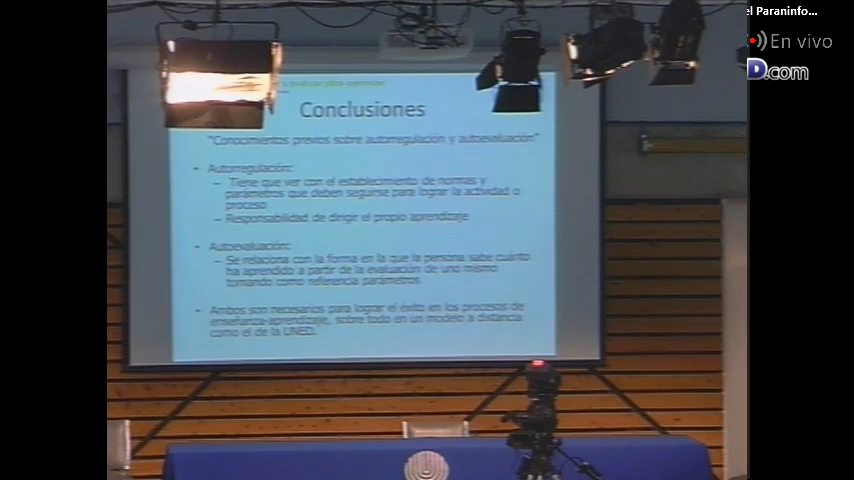 el Paraninfo...
En vivo
D.com
y evaluar para aprender
Conclusiones
"Conocimientos previos sobre autorregulación y autoevaluación"
• Autorregulación:
– Tiene que ver con el establecimiento de normas y
parámetros que deben seguirse para lograr la actividad o
proceso
– Responsabilidad de dirigir el propio aprendizaje
• Autoevaluación:
– Se relaciona con la forma en la que la persona sabe cuánto
ha aprendido a partir de la evaluación de uno mismo
tomando como referencia parámetros
• Ambos son necesarios para lograr el éxito en los procesos de
enseñanza-aprendizaje, sobre todo en un modelo a distancia
como el de la UNED.